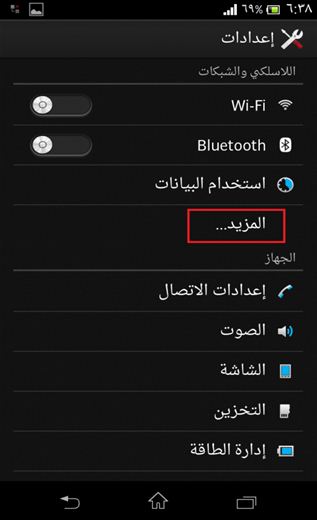 ٦:٣٨ ٦٩%
إعدادات
اللاسلكي والشبكات
Wi-Fi
Bluetooth
استخدام البيانات
المزيد...
الجهاز
إعدادات الاتصال
الصوت
الشاشة
التخزين
إدارة الطاقة